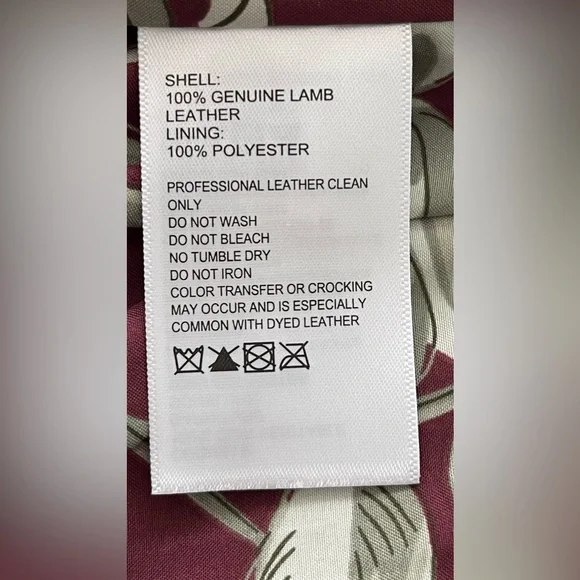 SHELL:
100% GENUINE LAMB
LEATHER
LINING:
100% POLYESTER
PROFESSIONAL LEATHER CLEAN
ONLY
DO NOT WASH
DO NOT BLEACH
NO TUMBLE DRY
DO NOT IRON
COLOR TRANSFER OR CROCKING
MAY OCCUR AND IS ESPECIALLY
COMMON WITH DYED LEATHER